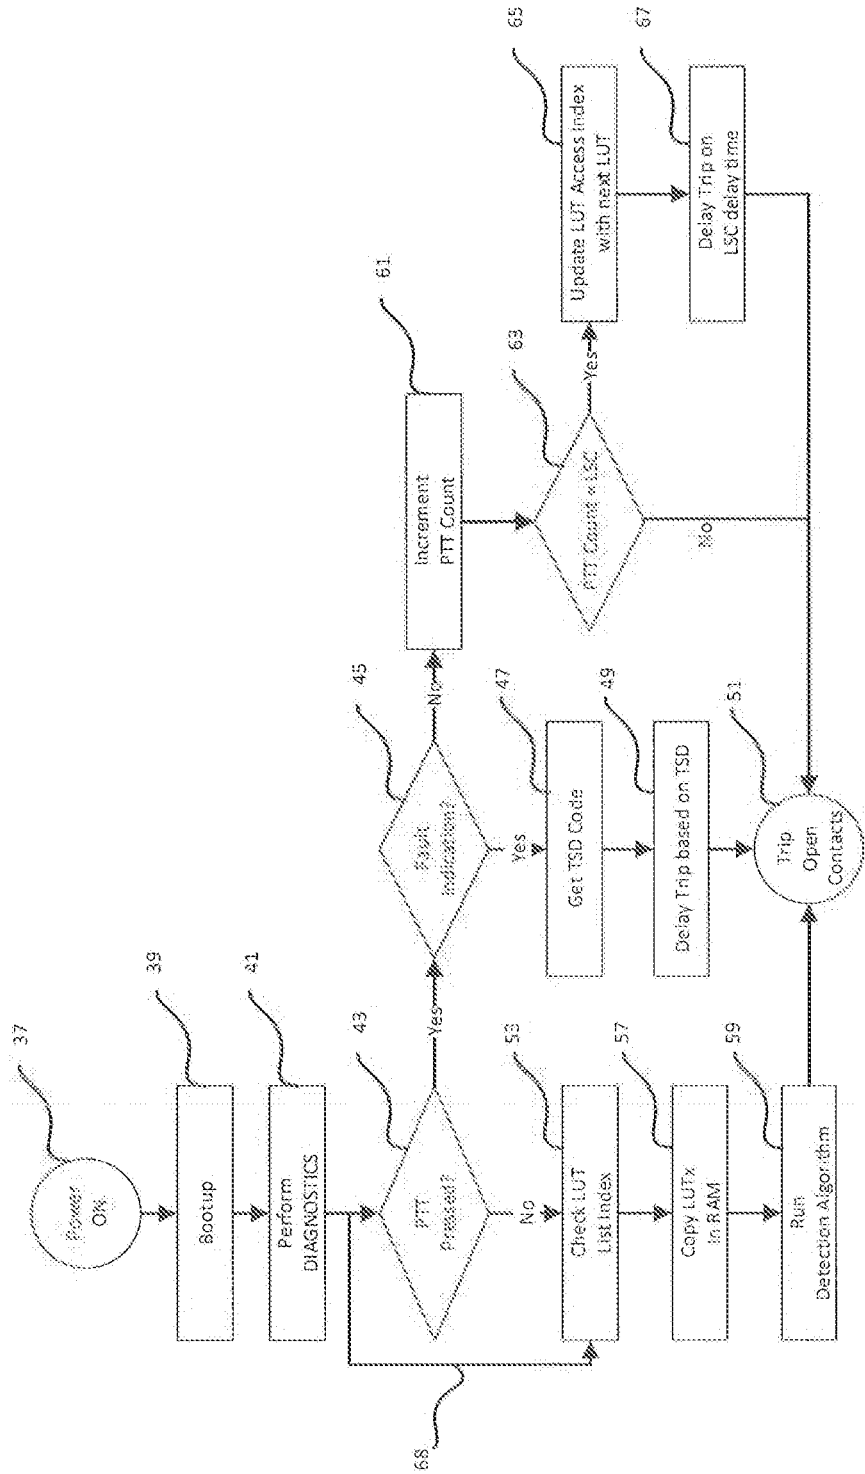 37
Power
ON
39
Bootup
41
Perform
DIAGNOSTICS
43
PTT
Pressed?
Yes
No
45
Fault
Indication?
No
Yes
61
Increment
PTT Count
63
PTT Count = LSC
Yes
No
65
Update LUT Access Index
with next LUT
67
Delay Trip on
LSC delay time
47
Get TSD Code
49
Delay Trip based on TSD
51
Trip
Open
Contacts
53
Check LUT
List Index
57
Copy LUTx
in RAM
59
Run
Detection Algorithm
68